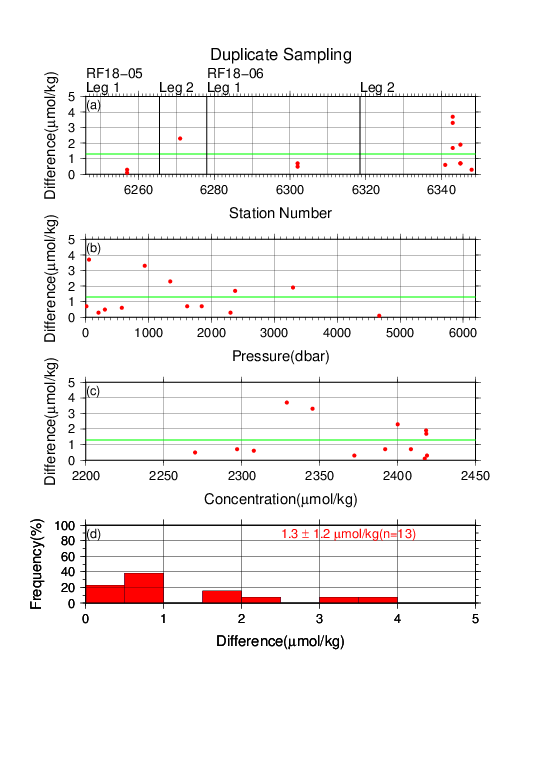 Duplicate Sampling
RF18−05 RF18−06
Leg 1 Leg 2 Leg 1 Leg 2
(a)
Difference(μmol/kg)
5
4
3
2
1
0
6260 6280 6300 6320 6340
Station Number
(b)
Difference(μmol/kg)
5
4
3
2
1
0
0 1000 2000 3000 4000 5000 6000
Pressure(dbar)
(c)
Difference(μmol/kg)
5
4
3
2
1
0
2200 2250 2300 2350 2400 2450
Concentration(μmol/kg)
(d) 1.3 ± 1.2 μmol/kg(n=13)
Frequency(%)
100
80
60
40
20
0
0 1 2 3 4 5
Difference(μmol/kg)